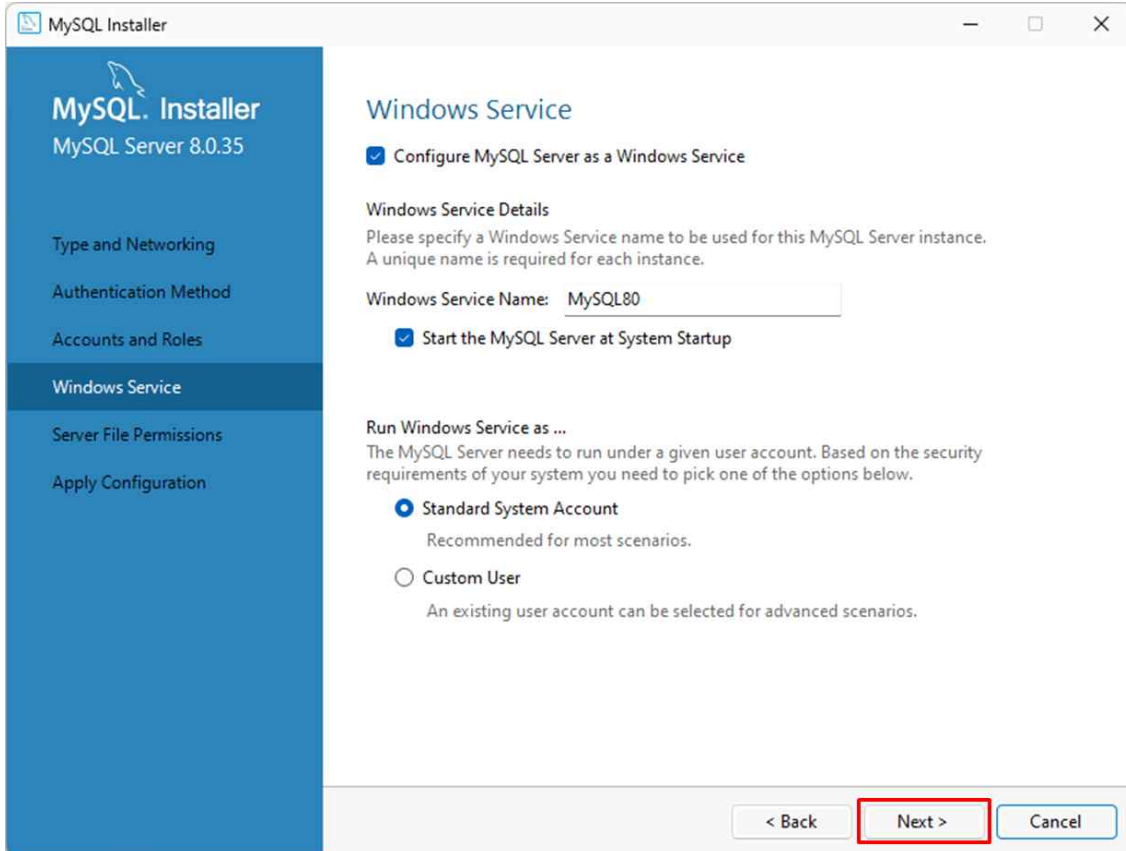 MySQL Installer
MySQL. Installer
MySQL Server 8.0.35
Type and Networking
Authentication Method
Accounts and Roles
Windows Service
Server File Permissions
Apply Configuration
Windows Service
Configure MySQL Server as a Windows Service
Windows Service Details
Please specify a Windows Service name to be used for this MySQL Server instance.
A unique name is required for each instance.
Windows Service Name: MySQL80
Start the MySQL Server at System Startup
Run Windows Service as ...
The MySQL Server needs to run under a given user account. Based on the security
requirements of your system you need to pick one of the options below.
Standard System Account
Recommended for most scenarios.
Custom User
An existing user account can be selected for advanced scenarios.
< Back Next > Cancel